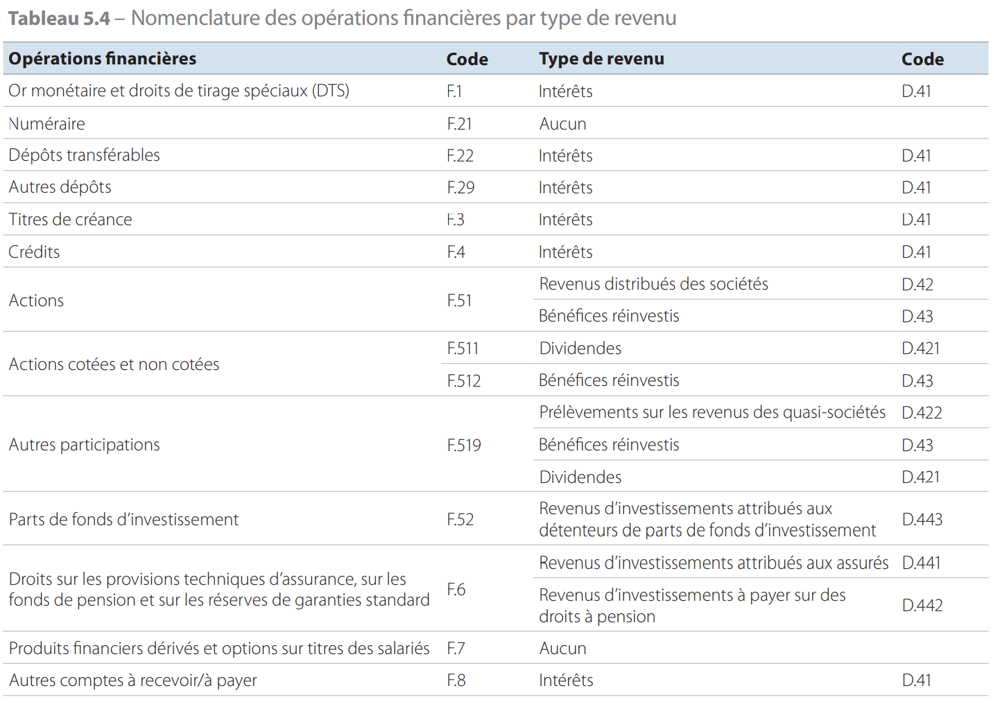 Tableau 5.4 – Nomenclature des opérations financières par type de revenu
Opérations financières Code Type de revenu Code
Or monétaire et droits de tirage spéciaux (DTS) F.1 Intérêts D.41
Numéraire F.21 Aucun
Dépôts transférables F.22 Intérêts D.41
Autres dépôts F.29 Intérêts D.41
Titres de créance F.3 Intérêts D.41
Crédits F.4 Intérêts D.41
Actions F.51 Revenus distribués des sociétés D.42
Bénéfices réinvestis D.43
Actions cotées et non cotées F.511 Dividendes D.421
F.512 Bénéfices réinvestis D.43
Autres participations F.519 Prélèvements sur les revenus des quasi-sociétés D.422
Bénéfices réinvestis D.43
Dividendes D.421
Parts de fonds d’investissement F.52 Revenus d’investissements attribués aux
détenteurs de parts de fonds d’investissement D.443
Droits sur les provisions techniques d’assurance, sur les
fonds de pension et sur les réserves de garanties standard F.6 Revenus d’investissements attribués aux assurés D.441
Revenus d’investissements à payer sur des
droits à pension D.442
Produits financiers dérivés et options sur titres des salariés F.7 Aucun
Autres comptes à recevoir/à payer F.8 Intérêts D.41